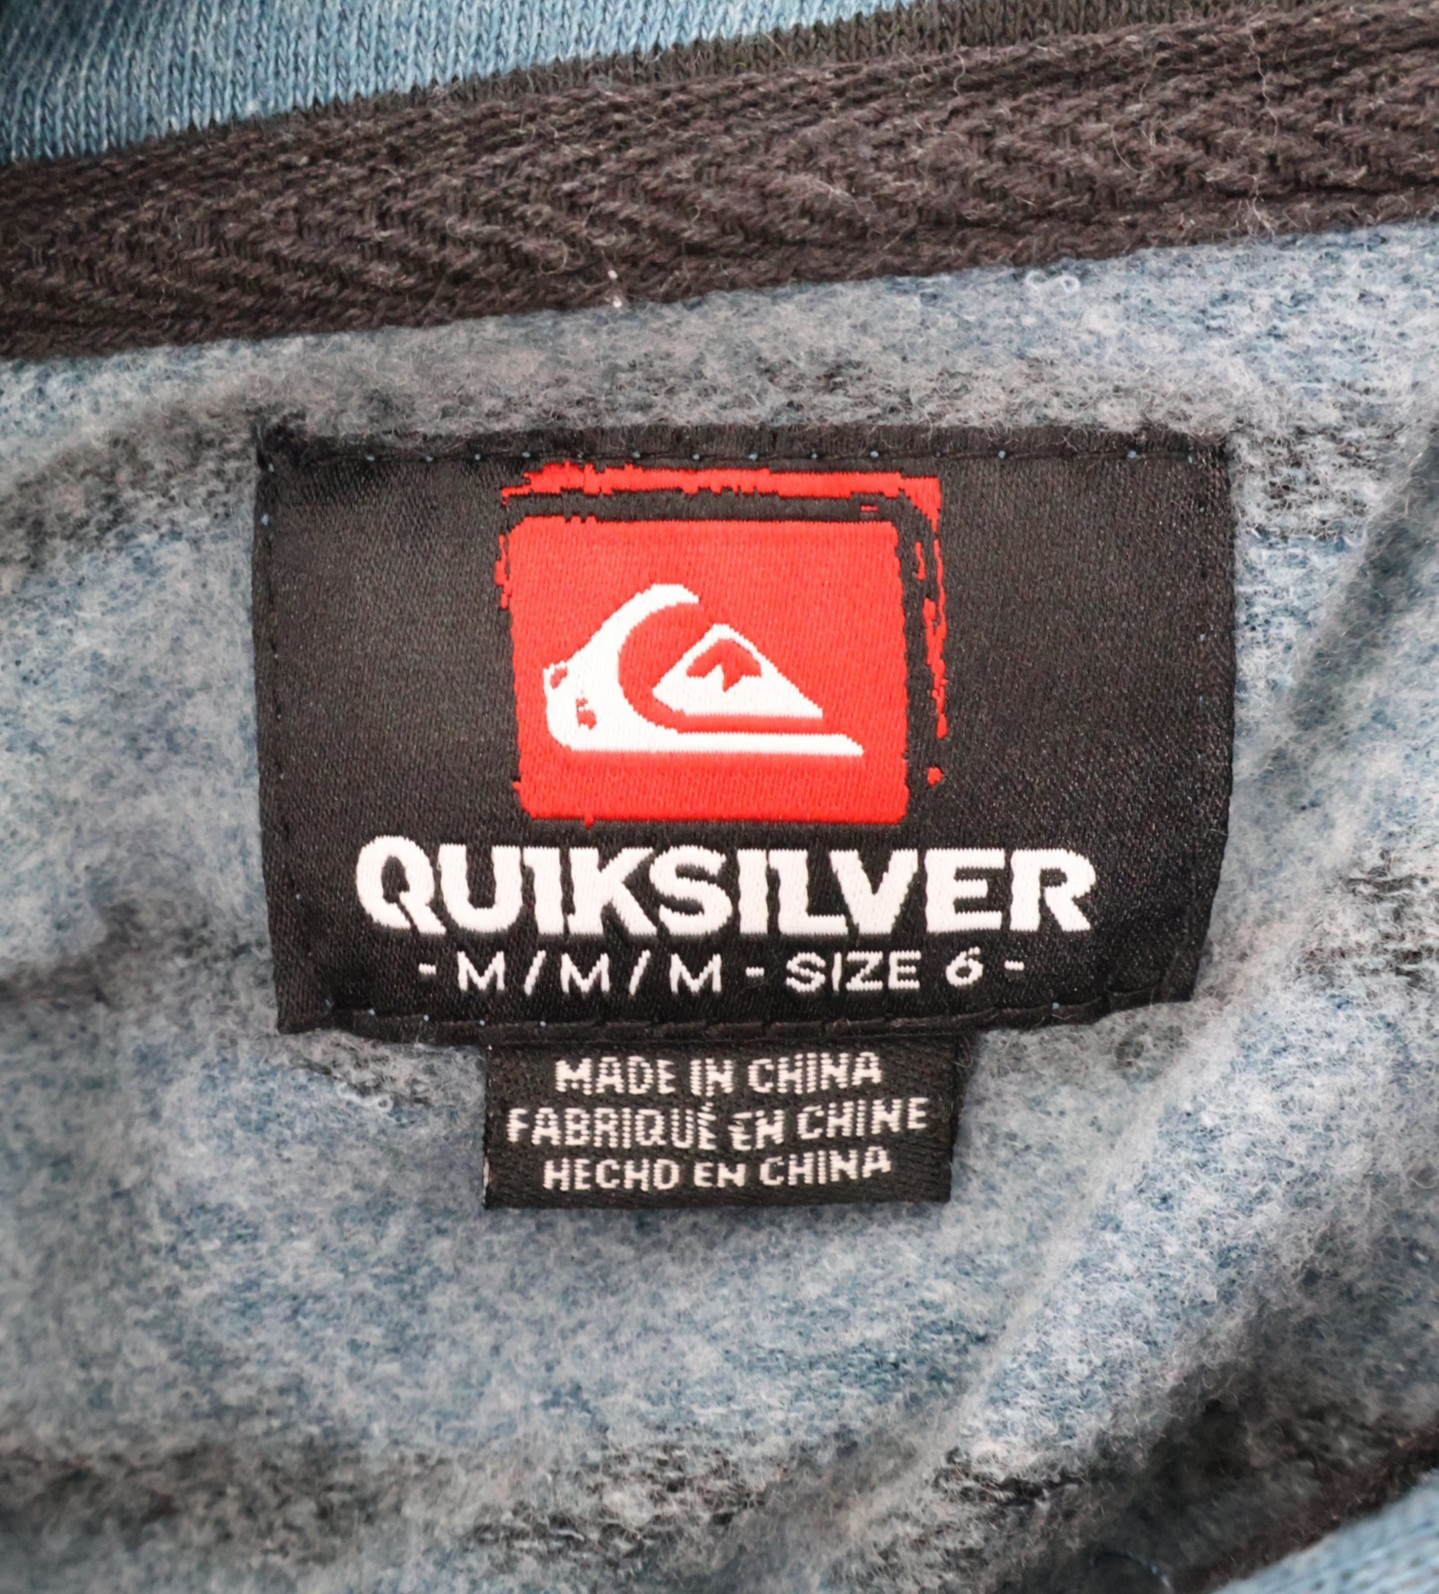 QUIKSILVER
- M/M/M - SIZE 6 -
MADE IN CHINA
FABRIQUÉ EN CHINE
HECHO EN CHINA